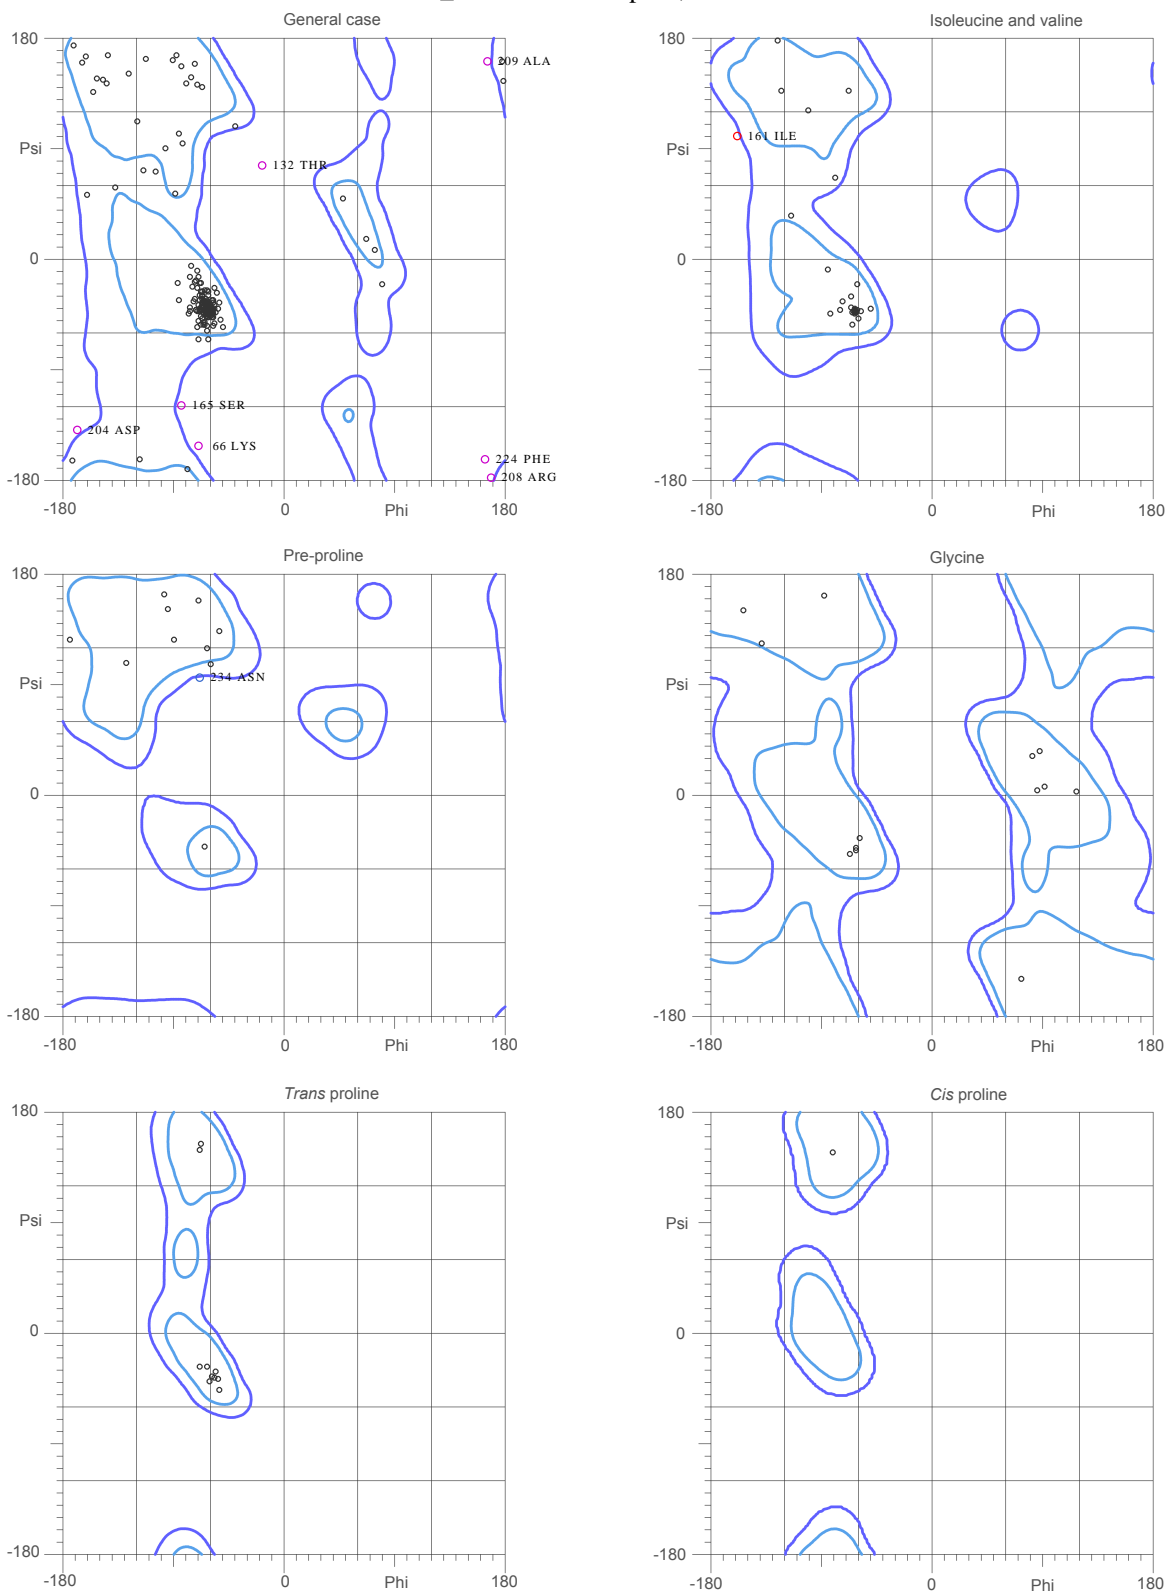 General case
Isoleucine and valine
180
180
209 ALA
161 ILE
Psi
Psi
132 THR
0
0
165 SER
204 ASP
66 LYS
224 PHE
208 ARG
-180
-180
-180
0
Phi
180
-180
0
Phi
180
Pre-proline
Glycine
180
180
Psi
234 ASN
Psi
0
0
-180
-180
-180
0
Phi
180
-180
0
Phi
180
Trans proline
Cis proline
180
180
Psi
Psi
0
0
-180
-180
-180
0
Phi
180
-180
0
Phi
180